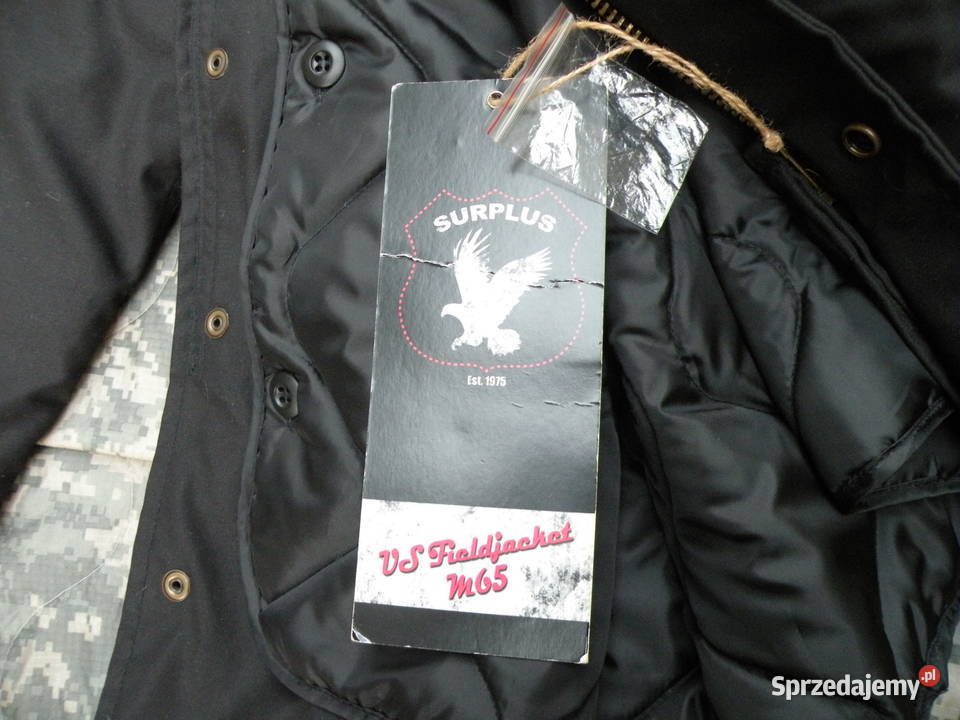 SURPLUS
Est. 1975
US Fieldjacket
M65
Sprzedajemy.pl